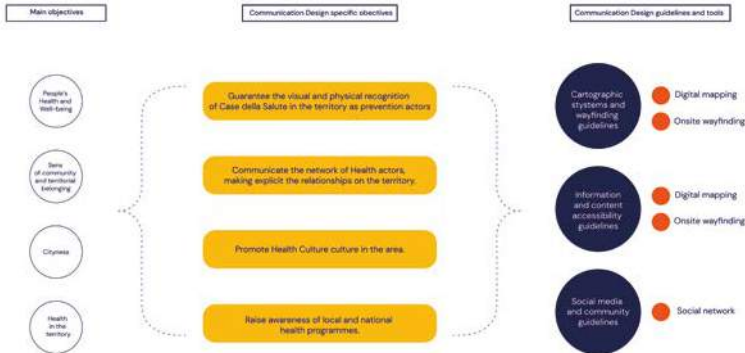 Main objectives
Communication Design specific obectives
Communication Design guidelines and tools
People's
Health and
Well-being
Sens
of community
and territorial
belonging
Cityness
Health
in the
territory
Guarantee the visual and physical recognition
of Case della Salute in the territory as prevention actors
Communicate the network of Health actors,
making explicit the relationships on the territory.
Promote Health Culture culture in the area.
Raise awareness of local and national
health programmes.
Cartographic
stystems and
wayfinding
guidelines
Digital mapping
Onsite wayfinding
Information
and content
accessibility
guidelines
Digital mapping
Onsite wayfinding
Social media
and community
guidelines
Social network